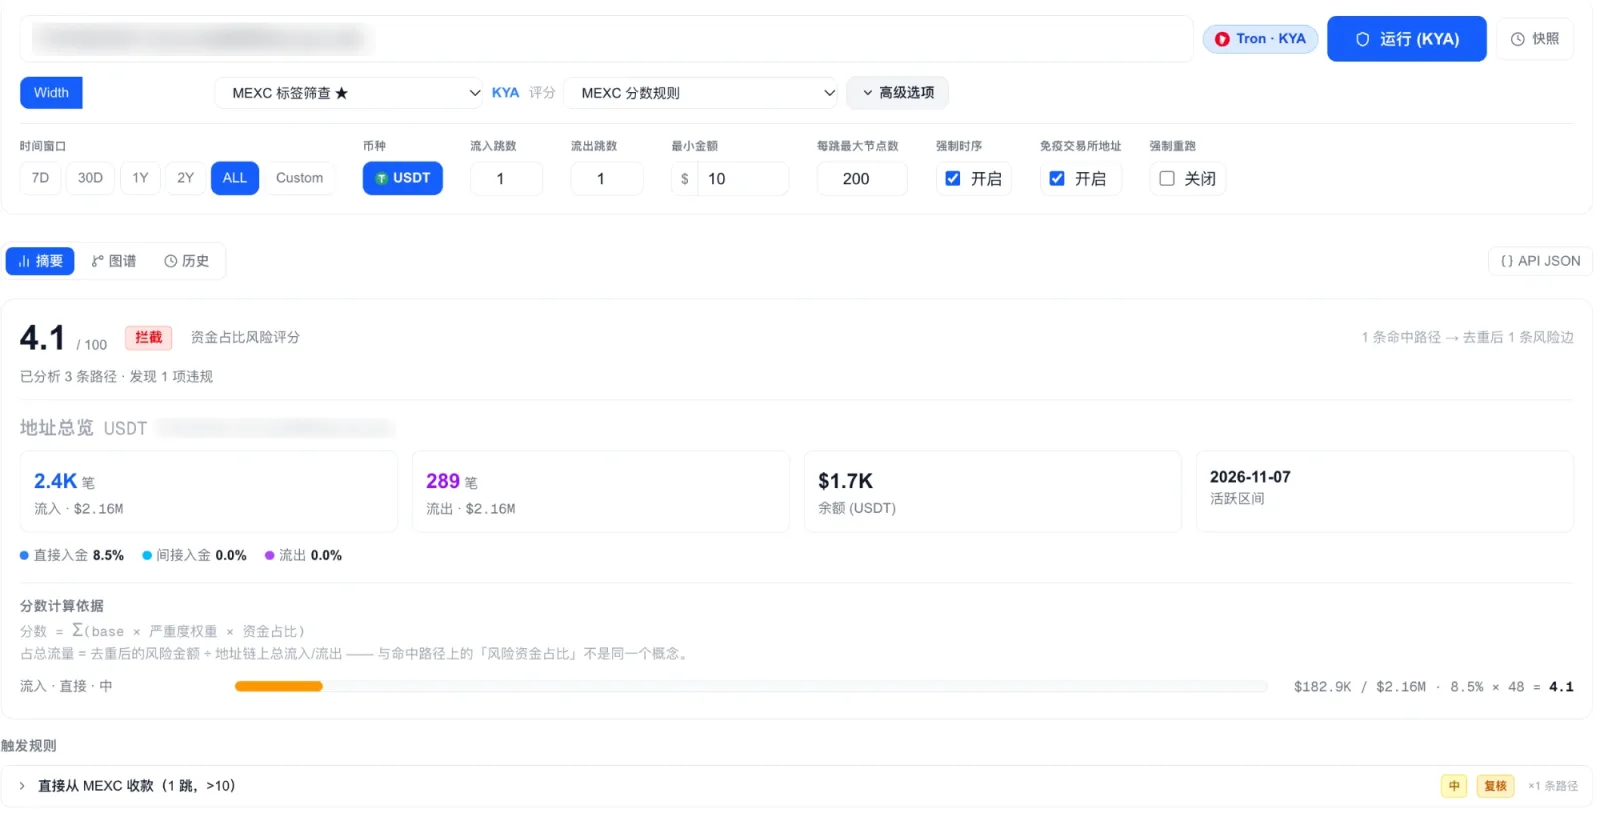 Tron · KYA
运行 (KYA)
快照
Width
MEXC 标签筛查 ★
KYA 评分
MEXC 分数规则
高级选项
时间窗口
币种
流入跳数
流出跳数
最小金额
每跳最大节点数
强制时序
免疫交易所地址
强制重跑
7D
30D
1Y
2Y
ALL
Custom
USDT
1
1
$ 10
200
开启
开启
关闭
摘要
图谱
历史
{} API JSON
4.1 / 100
拦截
资金占比风险评分
1 条命中路径 → 去重后 1 条风险边
已分析 3 条路径 · 发现 1 项违规
地址总览 USDT
2.4K 笔
流入 · $2.16M
289 笔
流出 · $2.16M
$1.7K
余额 (USDT)
2026-11-07
活跃区间
直接入金 8.5%
间接入金 0.0%
流出 0.0%
分数计算依据
分数 = Σ(base × 严重度权重 × 资金占比)
占总流量 = 去重后的风险金额 ÷ 地址链上总流入/流出 —— 与命中路径上的「风险资金占比」不是同一个概念。
流入 · 直接 · 中
$182.9K / $2.16M · 8.5% × 48 = 4.1
触发规则
直接从 MEXC 收款（1 跳，>10）
中
复核
×1 条路径